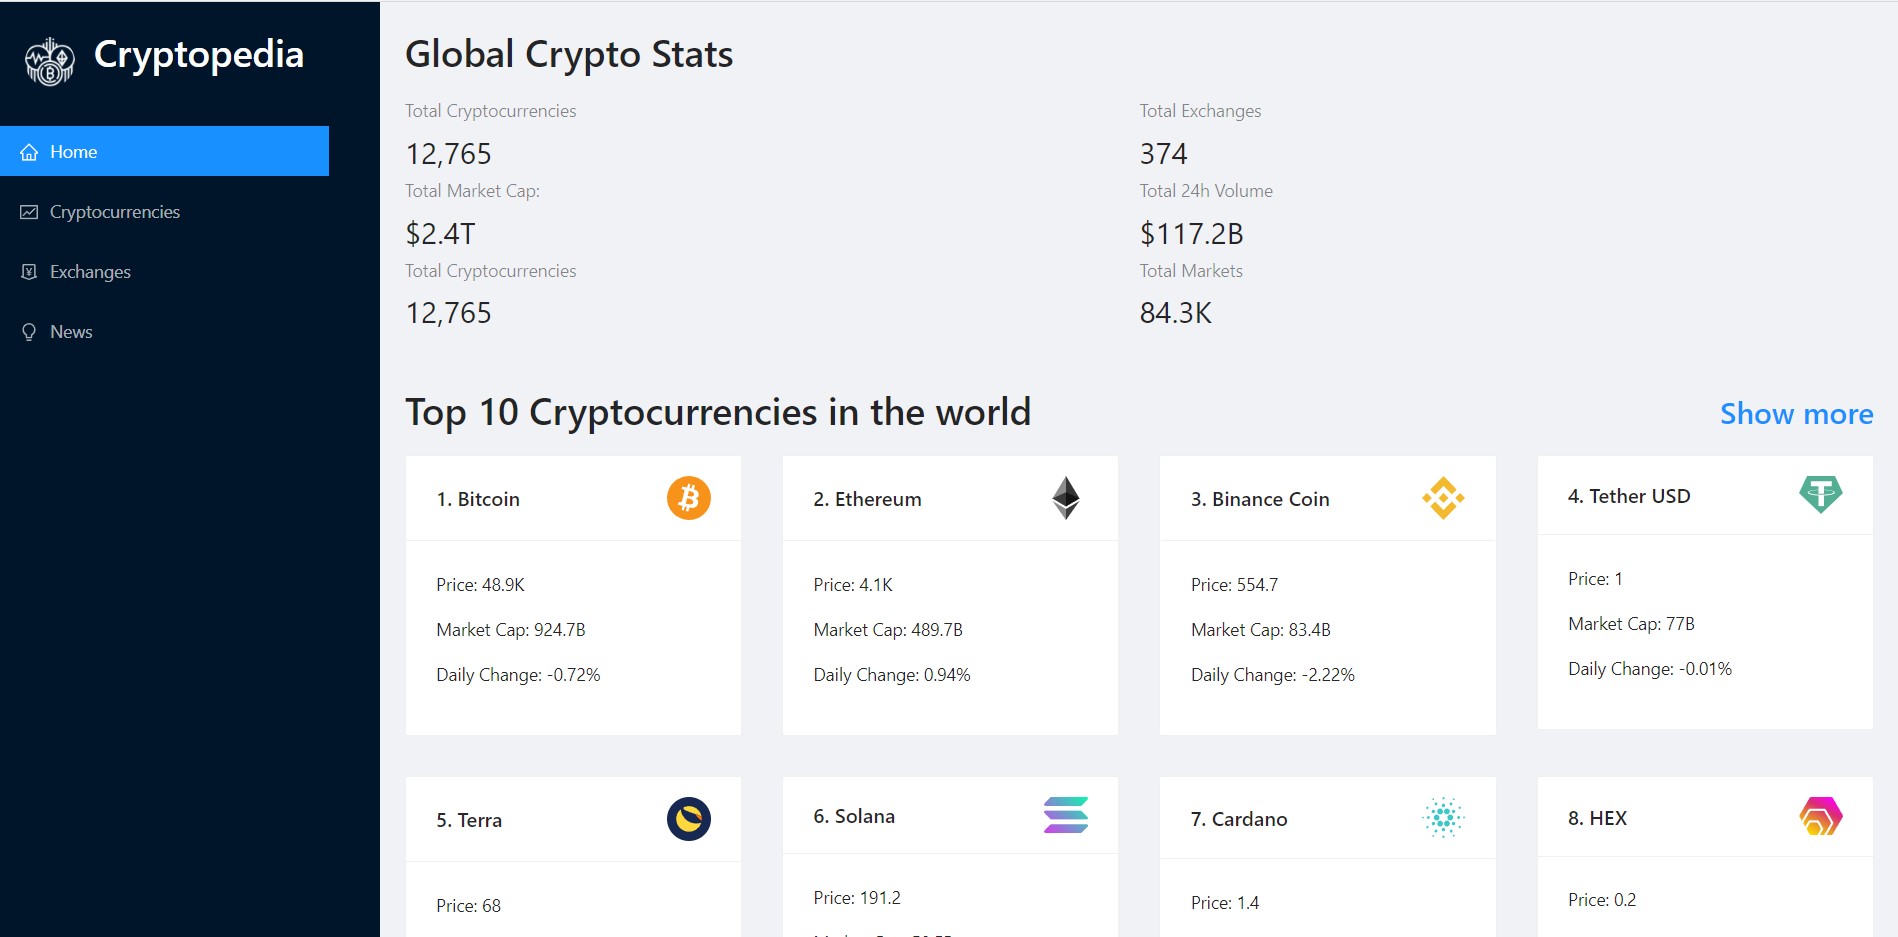 Cryptopedia
Home
Cryptocurrencies
Exchanges
News
Global Crypto Stats
Total Cryptocurrencies
12,765
Total Exchanges
374
Total Market Cap:
$2.4T
Total 24h Volume
$117.2B
Total Cryptocurrencies
12,765
Total Markets
84.3K
Top 10 Cryptocurrencies in the world
Show more
1. Bitcoin
Price: 48.9K
Market Cap: 924.7B
Daily Change: -0.72%
2. Ethereum
Price: 4.1K
Market Cap: 489.7B
Daily Change: 0.94%
3. Binance Coin
Price: 554.7
Market Cap: 83.4B
Daily Change: -2.22%
4. Tether USD
Price: 1
Market Cap: 77B
Daily Change: -0.01%
5. Terra
Price: 68
6. Solana
Price: 191.2
7. Cardano
Price: 1.4
8. HEX
Price: 0.2